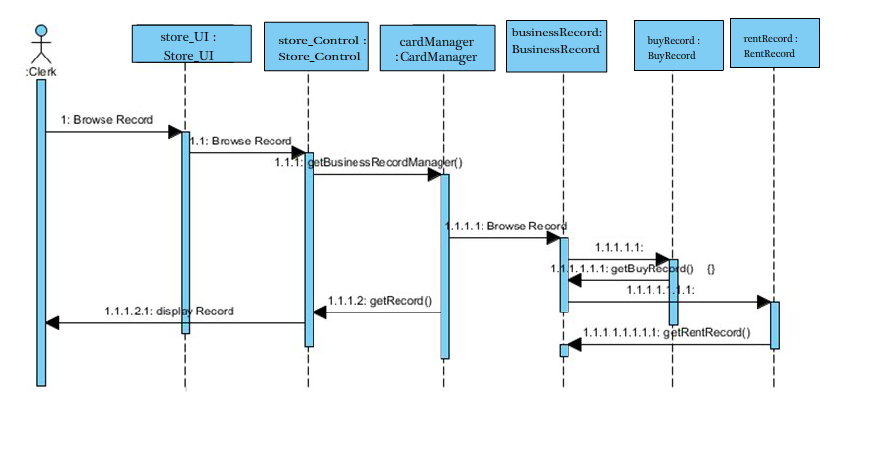 :Clerk
store_UI :
Store_UI
store_Control :
Store_Control
cardManager
:CardManager
businessRecord:
BusinessRecord
buyRecord :
BuyRecord
rentRecord :
RentRecord
1: Browse Record
1.1: Browse Record
1.1.1: getBusinessRecordManager()
1.1.1.1: Browse Record
1.1.1.1.1:
1.1.1.1.1.1: getBuyRecord() {}
1.1.1.1.1.1.1:
1.1.1.2: getRecord()
1.1.1.2.1: display Record
1.1.1.1.1.1.1.1: getRentRecord()